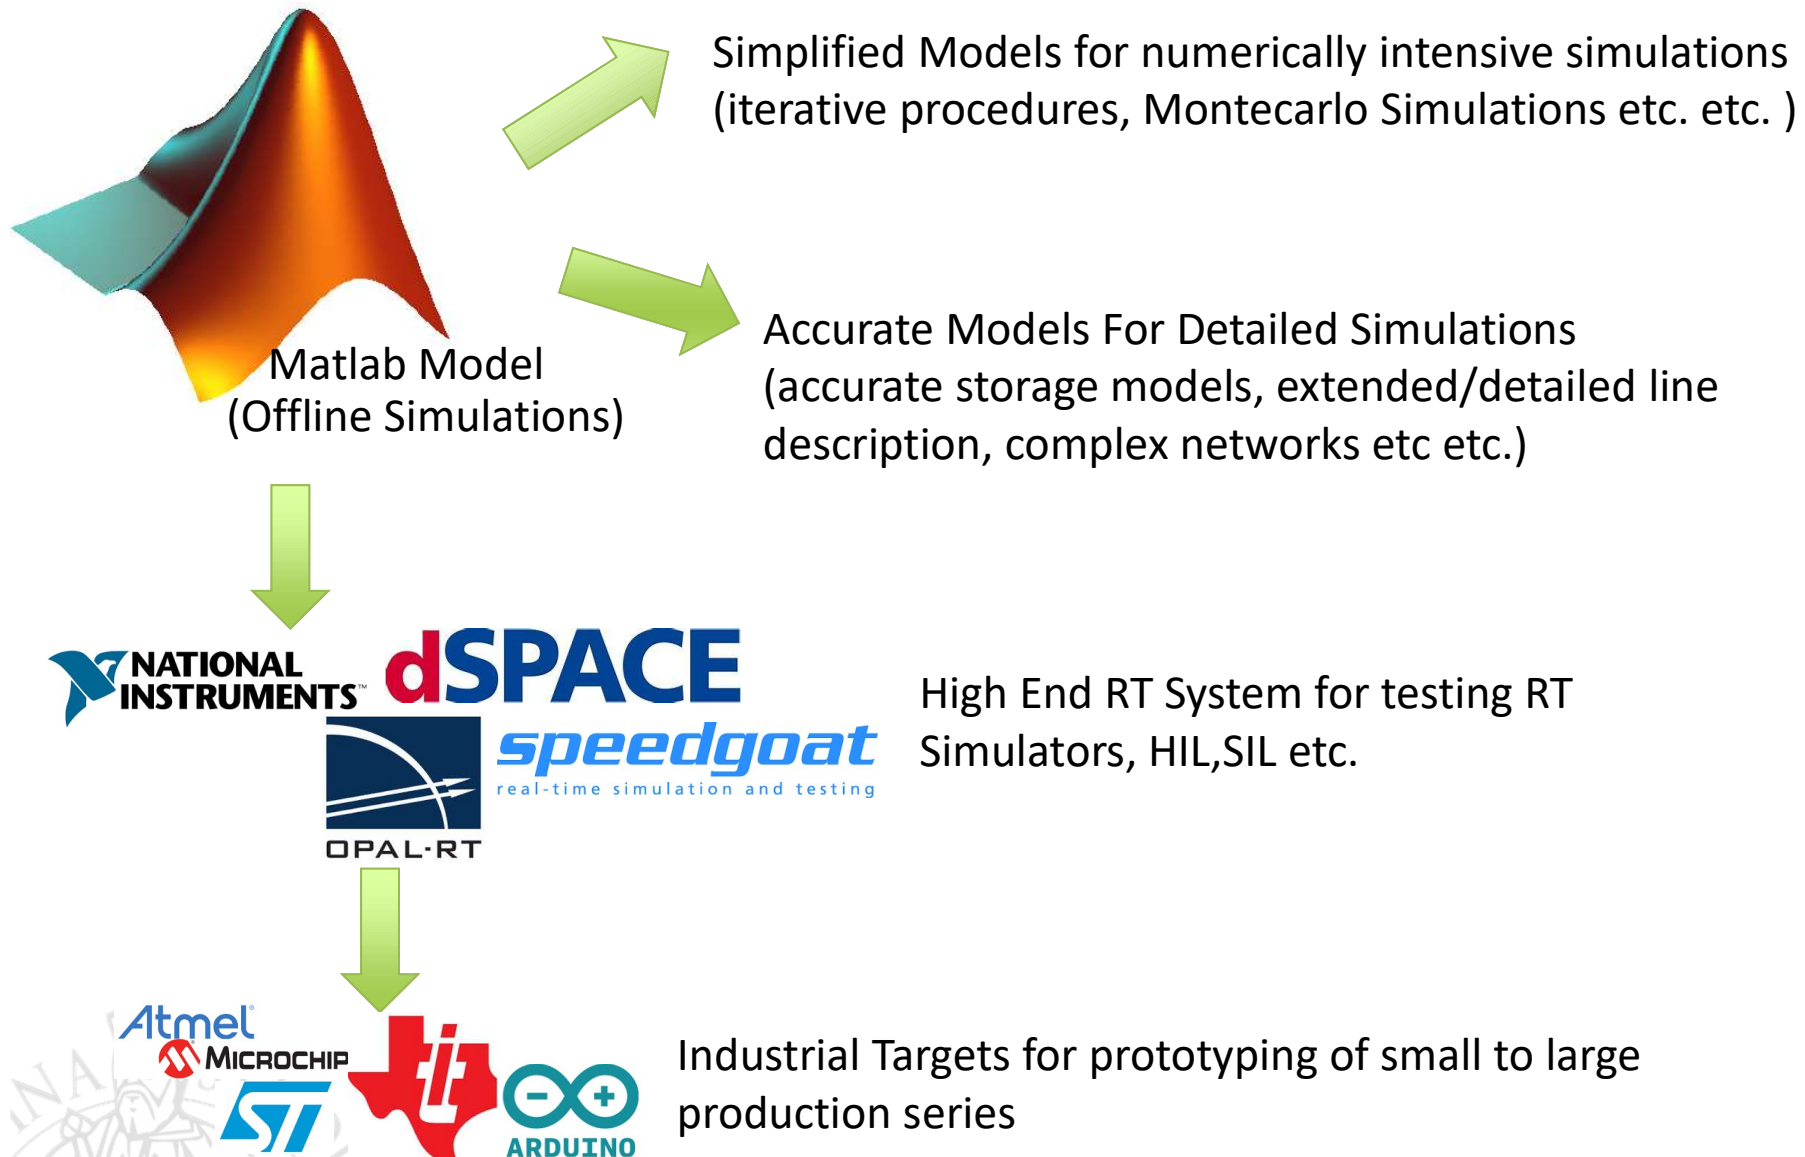 Simplified Models for numerically intensive simulations
(iterative procedures, Montecarlo Simulations etc. etc. )
Accurate Models For Detailed Simulations
(accurate storage models, extended/detailed line
description, complex networks etc etc.)
Matlab Model
(Offline Simulations)
NATIONAL
INSTRUMENTS™
dSPACE
speedgoat
real-time simulation and testing
OPAL-RT
High End RT System for testing RT
Simulators, HIL,SIL etc.
Atmel®
MICROCHIP
ST
ti
ARDUINO
Industrial Targets for prototyping of small to large
production series